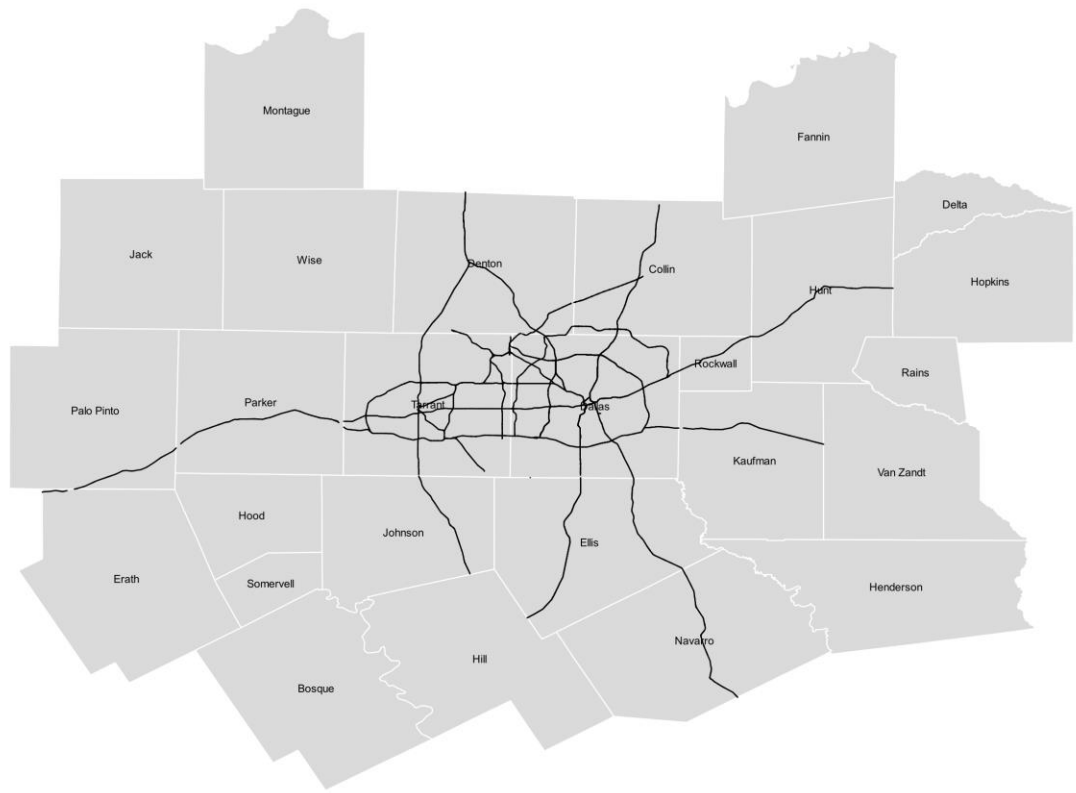 Montague
Fannin
Delta
Jack
Wise
Denton
Collin
Hunt
Hopkins
Rockwall
Rains
Palo Pinto
Parker
Tarrant
Dallas
Kaufman
Van Zandt
Hood
Johnson
Ellis
Erath
Somervell
Henderson
Navarro
Hill
Bosque